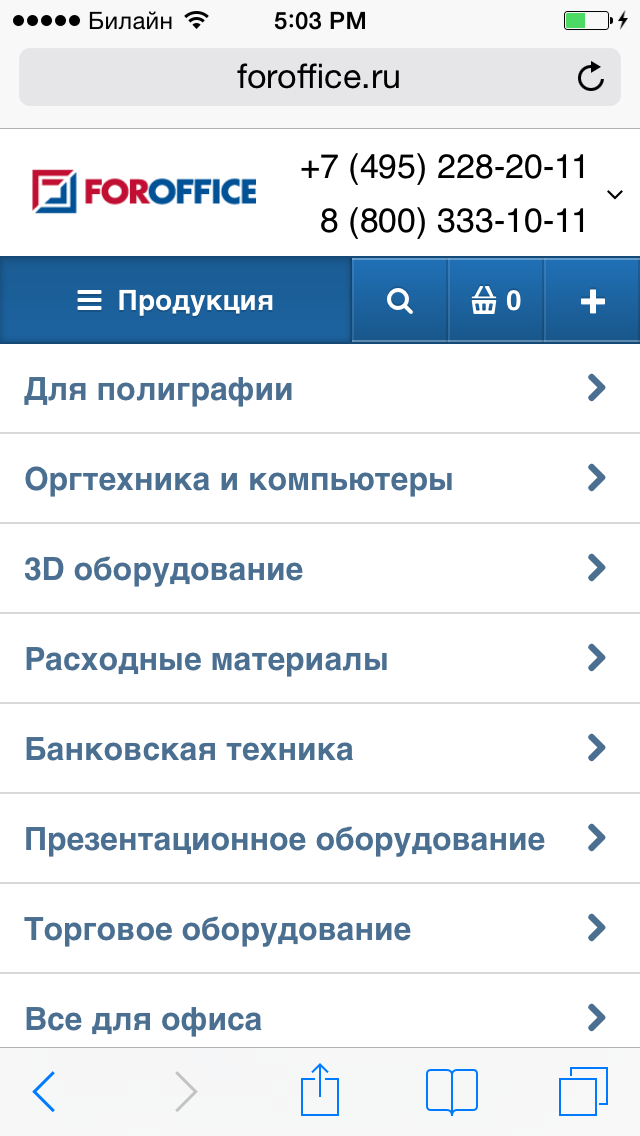 Билайн 5:03 PM
foroffice.ru
FOROFFICE
+7 (495) 228-20-11
8 (800) 333-10-11
Продукция 0
Для полиграфии
Оргтехника и компьютеры
3D оборудование
Расходные материалы
Банковская техника
Презентационное оборудование
Торговое оборудование
Все для офиса